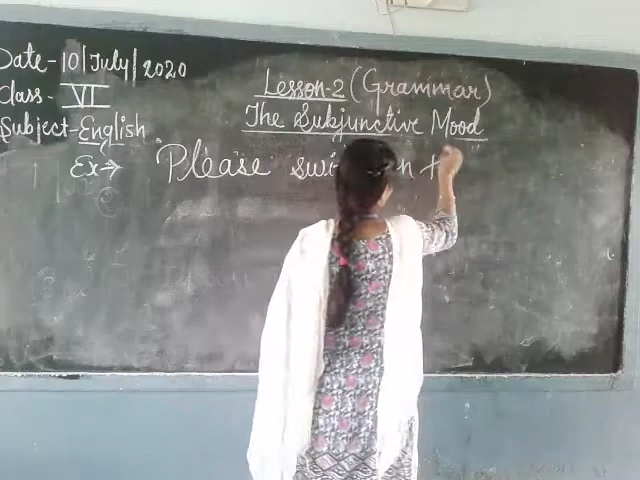 Date-10/July/2020
Class- VI
Subject-English
Lesson-2 (Grammar)
The Subjunctive Mood
Ex→ Please